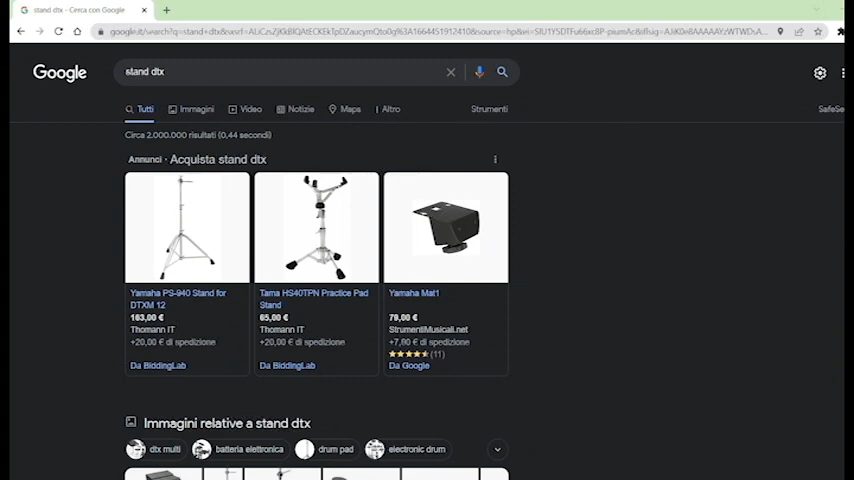 stand dtx - Cerca con Google
Google
stand dtx
Tutti
Immagini
Video
Notizie
Maps
Altro
Strumenti
SafeSe
Circa 2.000.000 risultati (0,44 secondi)
Annunci · Acquista stand dtx
Yamaha PS-940 Stand for
DTXM 12
163,00 €
Thomann IT
+20,00 € di spedizione
Da BiddingLab
Tama HS40TPN Practice Pad
Stand
65,00 €
Thomann IT
+20,00 € di spedizione
Da BiddingLab
Yamaha Mat1
79,00 €
StrumentiMusicali.net
+7,90 € di spedizione
(11)
Da Google
Immagini relative a stand dtx
dtx multi
batteria elettronica
drum pad
electronic drum